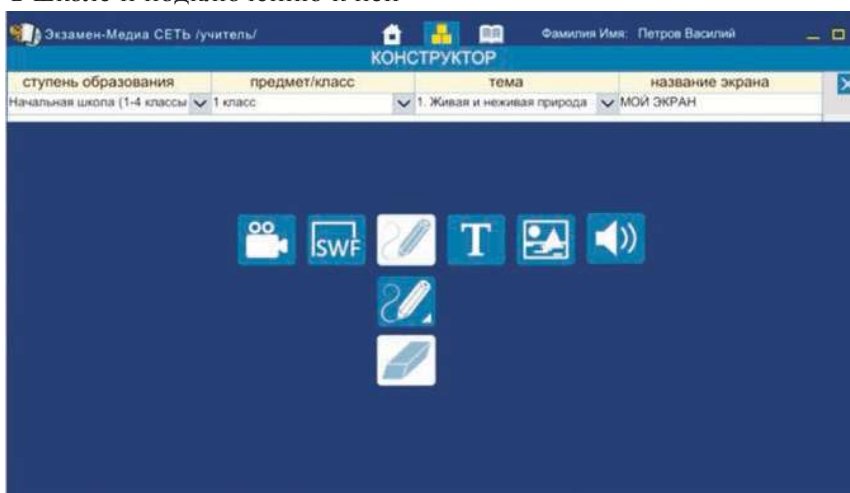 Экзамен-Медиа СЕТЬ /учитель/ Фамилия Имя: Петров Василий
КОНСТРУКТОР
ступень образования предмет/класс тема название экрана
Начальная школа (1-4 классы 1 класс 1. Живая и неживая природа МОЙ ЭКРАН
SWF T